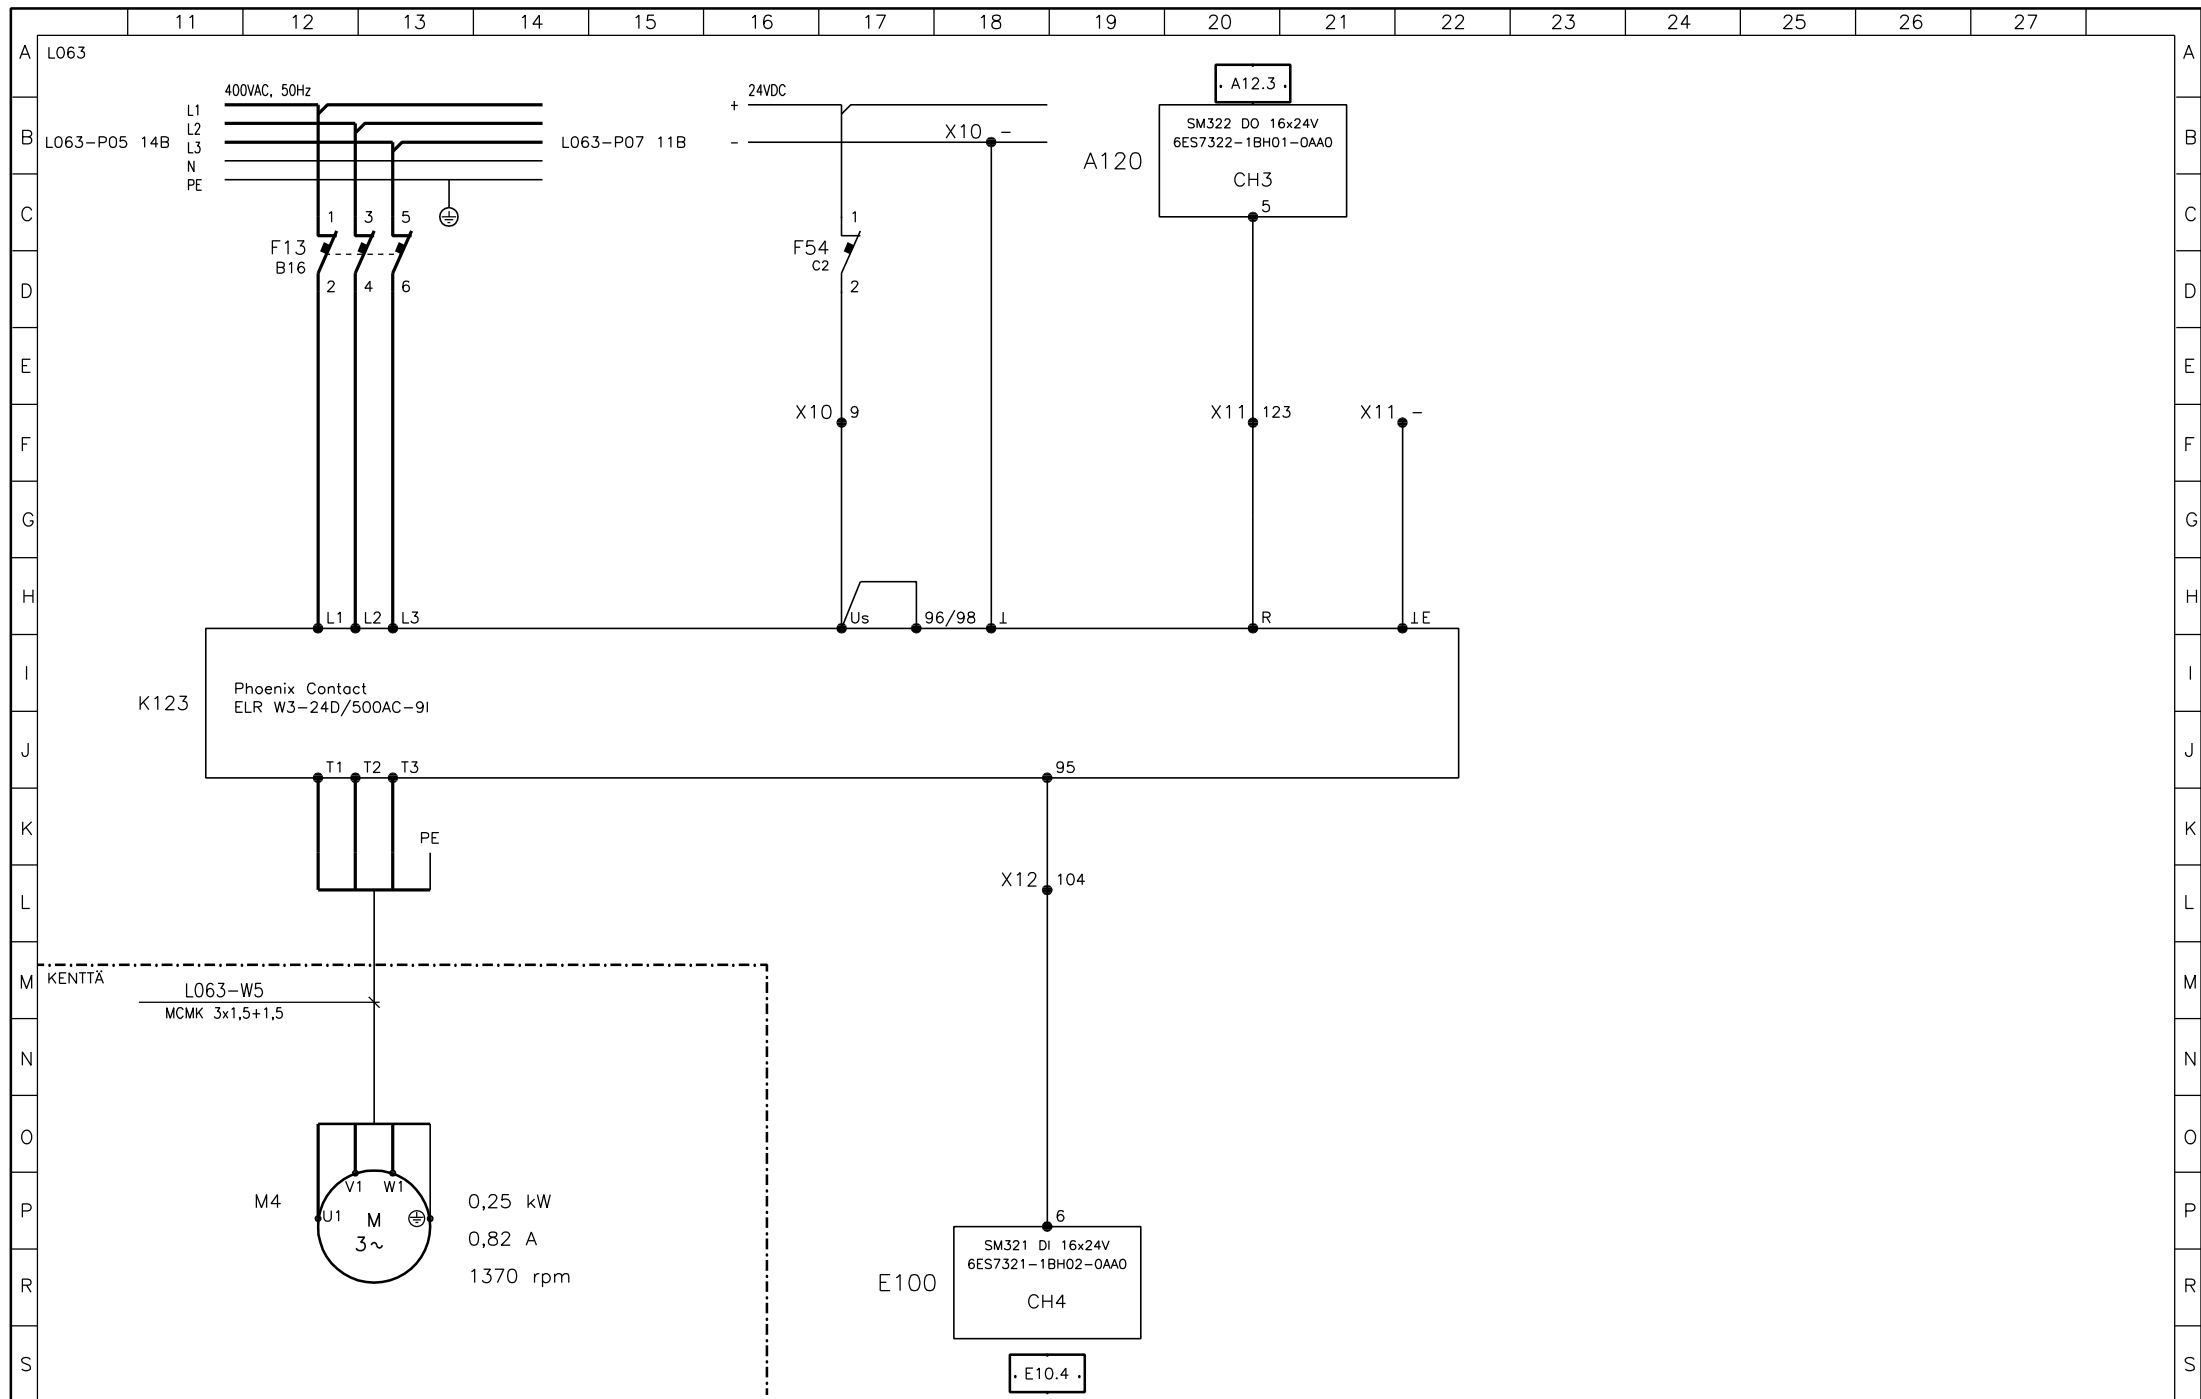 11 12 13 14 15 16 17 18 19 20 21 22 23 24 25 26 27
A L063 A
A12.3
400VAC, 50Hz 24VDC
L1 +
L2
L3
N
PE
B L063-P05 14B L063-P07 11B - X10 - B
A120
SM322 DO 16x24V
6ES7322-1BH01-0AA0
CH3
5
C 1 3 5 1 C
F13 F54
B16 C2
D 2 4 6 2 D
E E
X10 9 X11 123 X11 -
F F
G G
H H
L1 L2 L3 Us 96/98 ⊥ R ⊥E
I I
K123
Phoenix Contact
ELR W3-24D/500AC-9I
J J
T1 T2 T3 95
K K
PE
X12 104
L L
M KENTTÄ M
L063-W5
MCMK 3x1,5+1,5
N N
O O
V1 W1
P P
M4 U1 M
3~
0,25 kW
0,82 A
1370 rpm
6
SM321 DI 16x24V
6ES7321-1BH02-0AA0
R E100 R
CH4
S E10.4 S